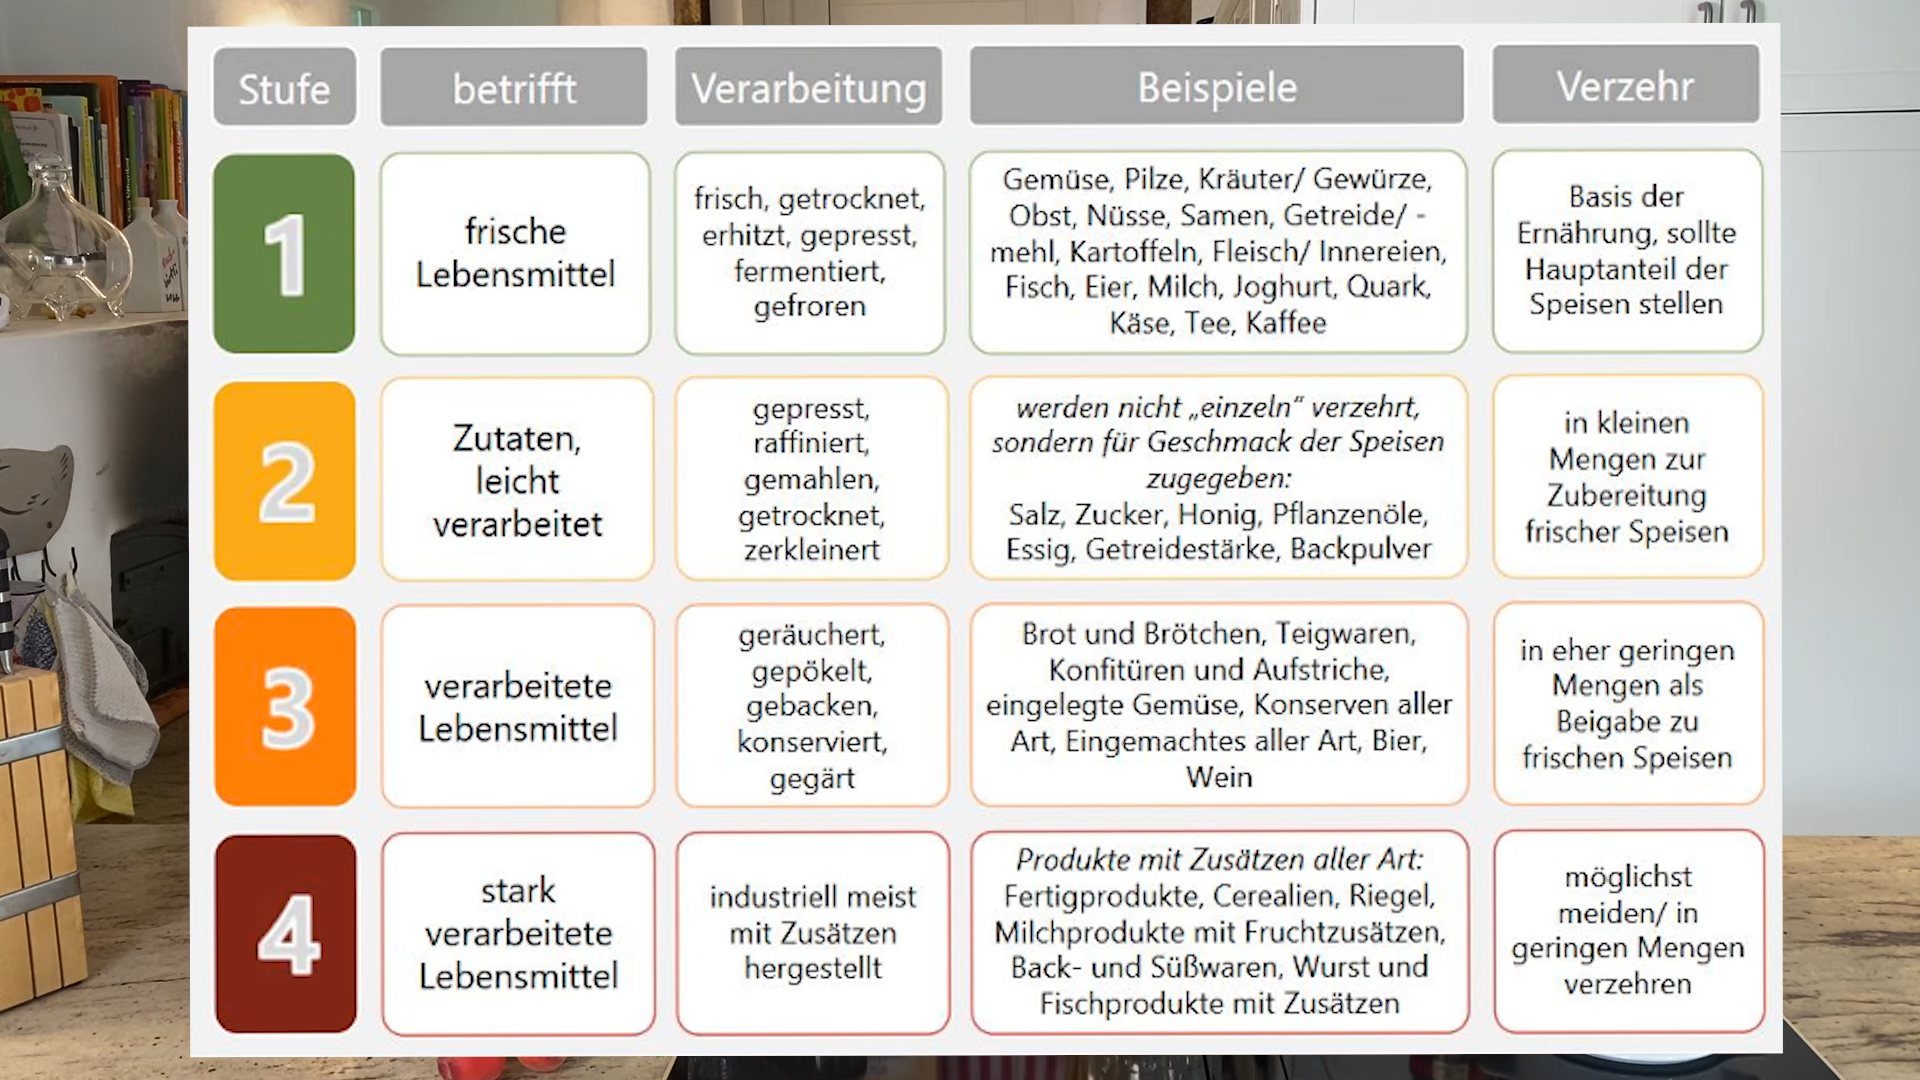 Stufe
betrifft
Verarbeitung
Beispiele
Verzehr
1
frische
Lebensmittel
frisch, getrocknet,
erhitzt, gepresst,
fermentiert,
gefroren
Gemüse, Pilze, Kräuter/ Gewürze,
Obst, Nüsse, Samen, Getreide/ -
mehl, Kartoffeln, Fleisch/ Innereien,
Fisch, Eier, Milch, Joghurt, Quark,
Käse, Tee, Kaffee
Basis der
Ernährung, sollte
Hauptanteil der
Speisen stellen
2
Zutaten,
leicht
verarbeitet
gepresst,
raffiniert,
gemahlen,
getrocknet,
zerkleinert
werden nicht „einzeln“ verzehrt,
sondern für Geschmack der Speisen
zugegeben:
Salz, Zucker, Honig, Pflanzenöle,
Essig, Getreidestärke, Backpulver
in kleinen
Mengen zur
Zubereitung
frischer Speisen
3
verarbeitete
Lebensmittel
geräuchert,
gepökelt,
gebacken,
konserviert,
gegärt
Brot und Brötchen, Teigwaren,
Konfitüren und Aufstriche,
eingelegte Gemüse, Konserven aller
Art, Eingemachtes aller Art, Bier,
Wein
in eher geringen
Mengen als
Beigabe zu
frischen Speisen
4
stark
verarbeitete
Lebensmittel
industriell meist
mit Zusätzen
hergestellt
Produkte mit Zusätzen aller Art:
Fertigprodukte, Cerealien, Riegel,
Milchprodukte mit Fruchtzusätzen,
Back- und Süßwaren, Wurst und
Fischprodukte mit Zusätzen
möglichst
meiden/ in
geringen Mengen
verzehren